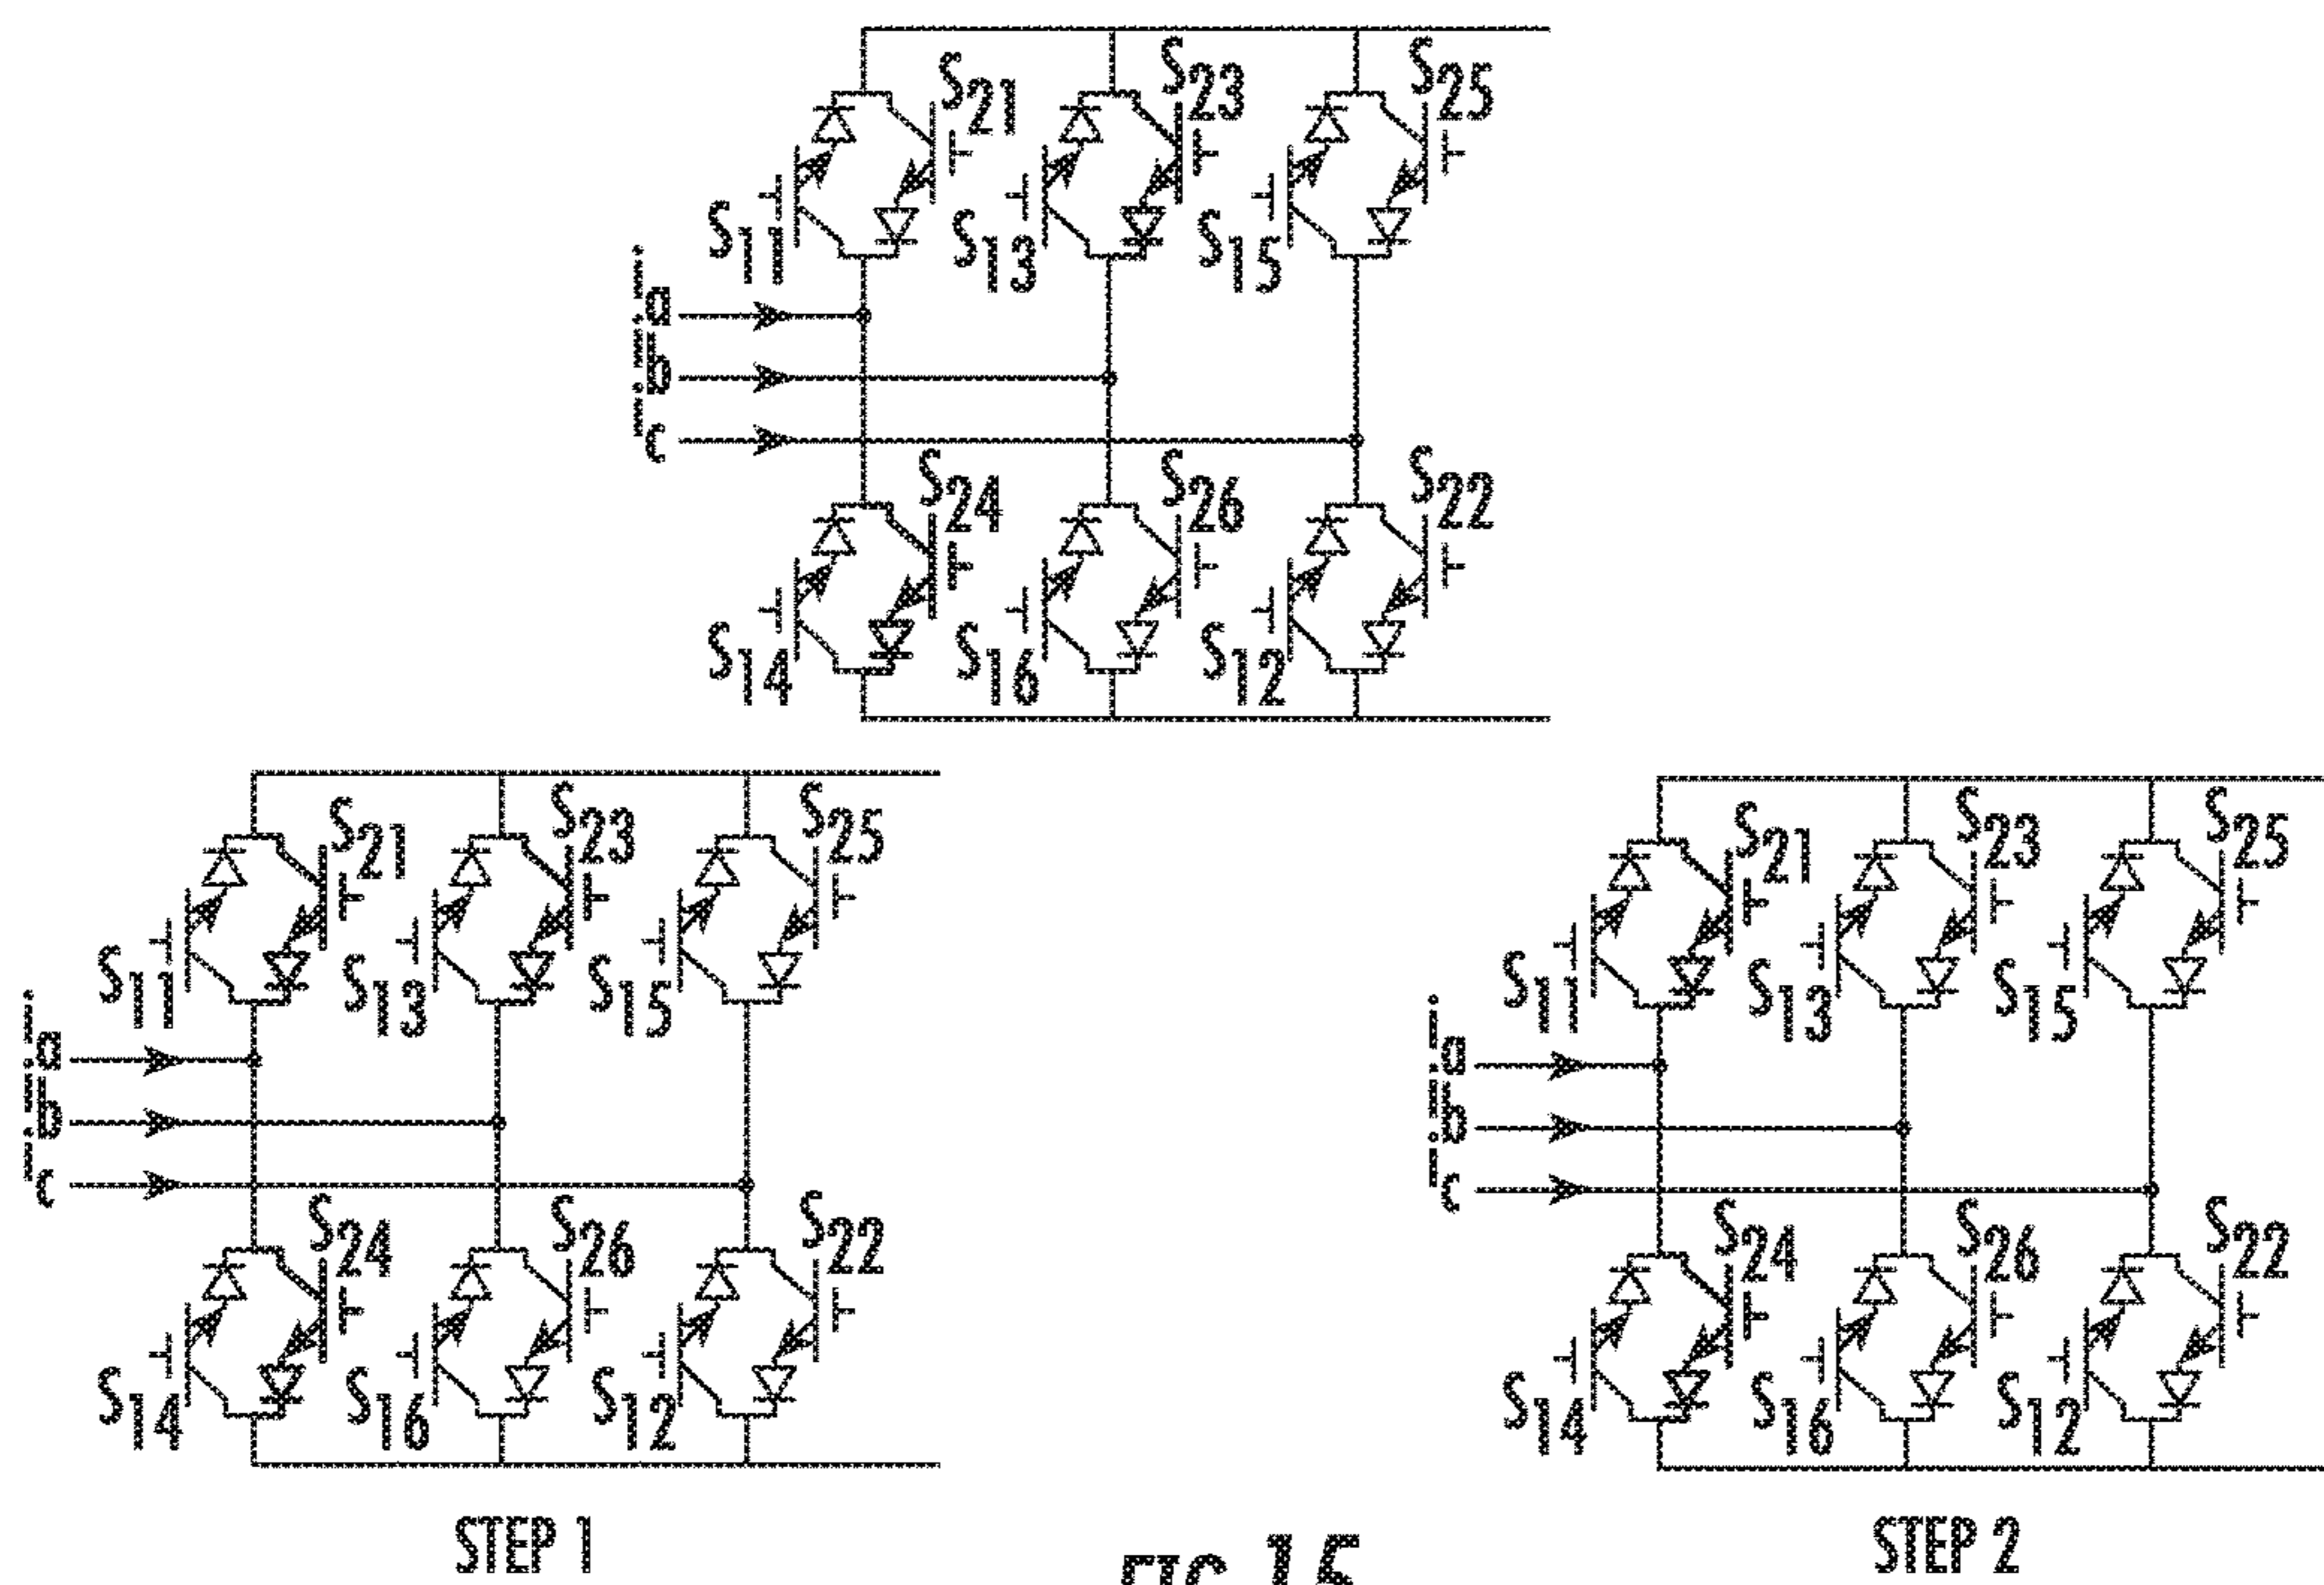 S21 S23 S25
S11 S13 S15
ia
ib
ic
S24 S26 S22
S14 S16 S12
S21 S23 S25
S11 S13 S15
ia
ib
ic
S24 S26 S22
S14 S16 S12
STEP 1
S21 S23 S25
S11 S13 S15
ia
ib
ic
S24 S26 S22
S14 S16 S12
STEP 2
FIG. 15